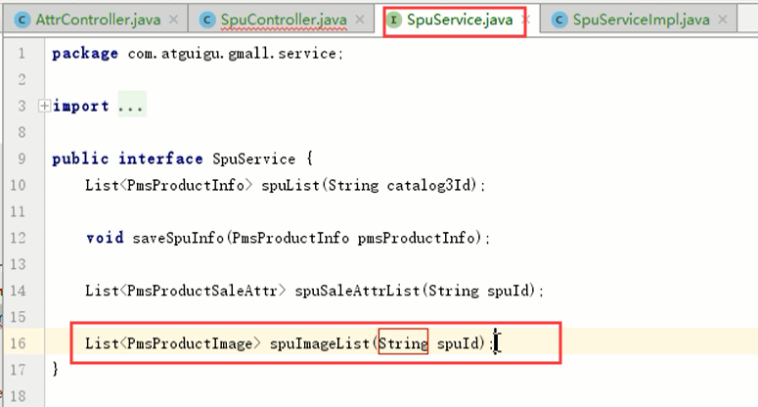 AttrController.java × SpuController.java × SpuService.java × SpuServiceImpl.java ×
1 package com.atguigu.gmall.service;
2
3 import ...
8
9 public interface SpuService {
10 List<PmsProductInfo> spuList(String catalog3Id);
11
12 void saveSpuInfo(PmsProductInfo pmsProductInfo);
13
14 List<PmsProductSaleAttr> spuSaleAttrList(String spuId);
15
16 List<PmsProductImage> spuImageList(String spuId);
17 }
18